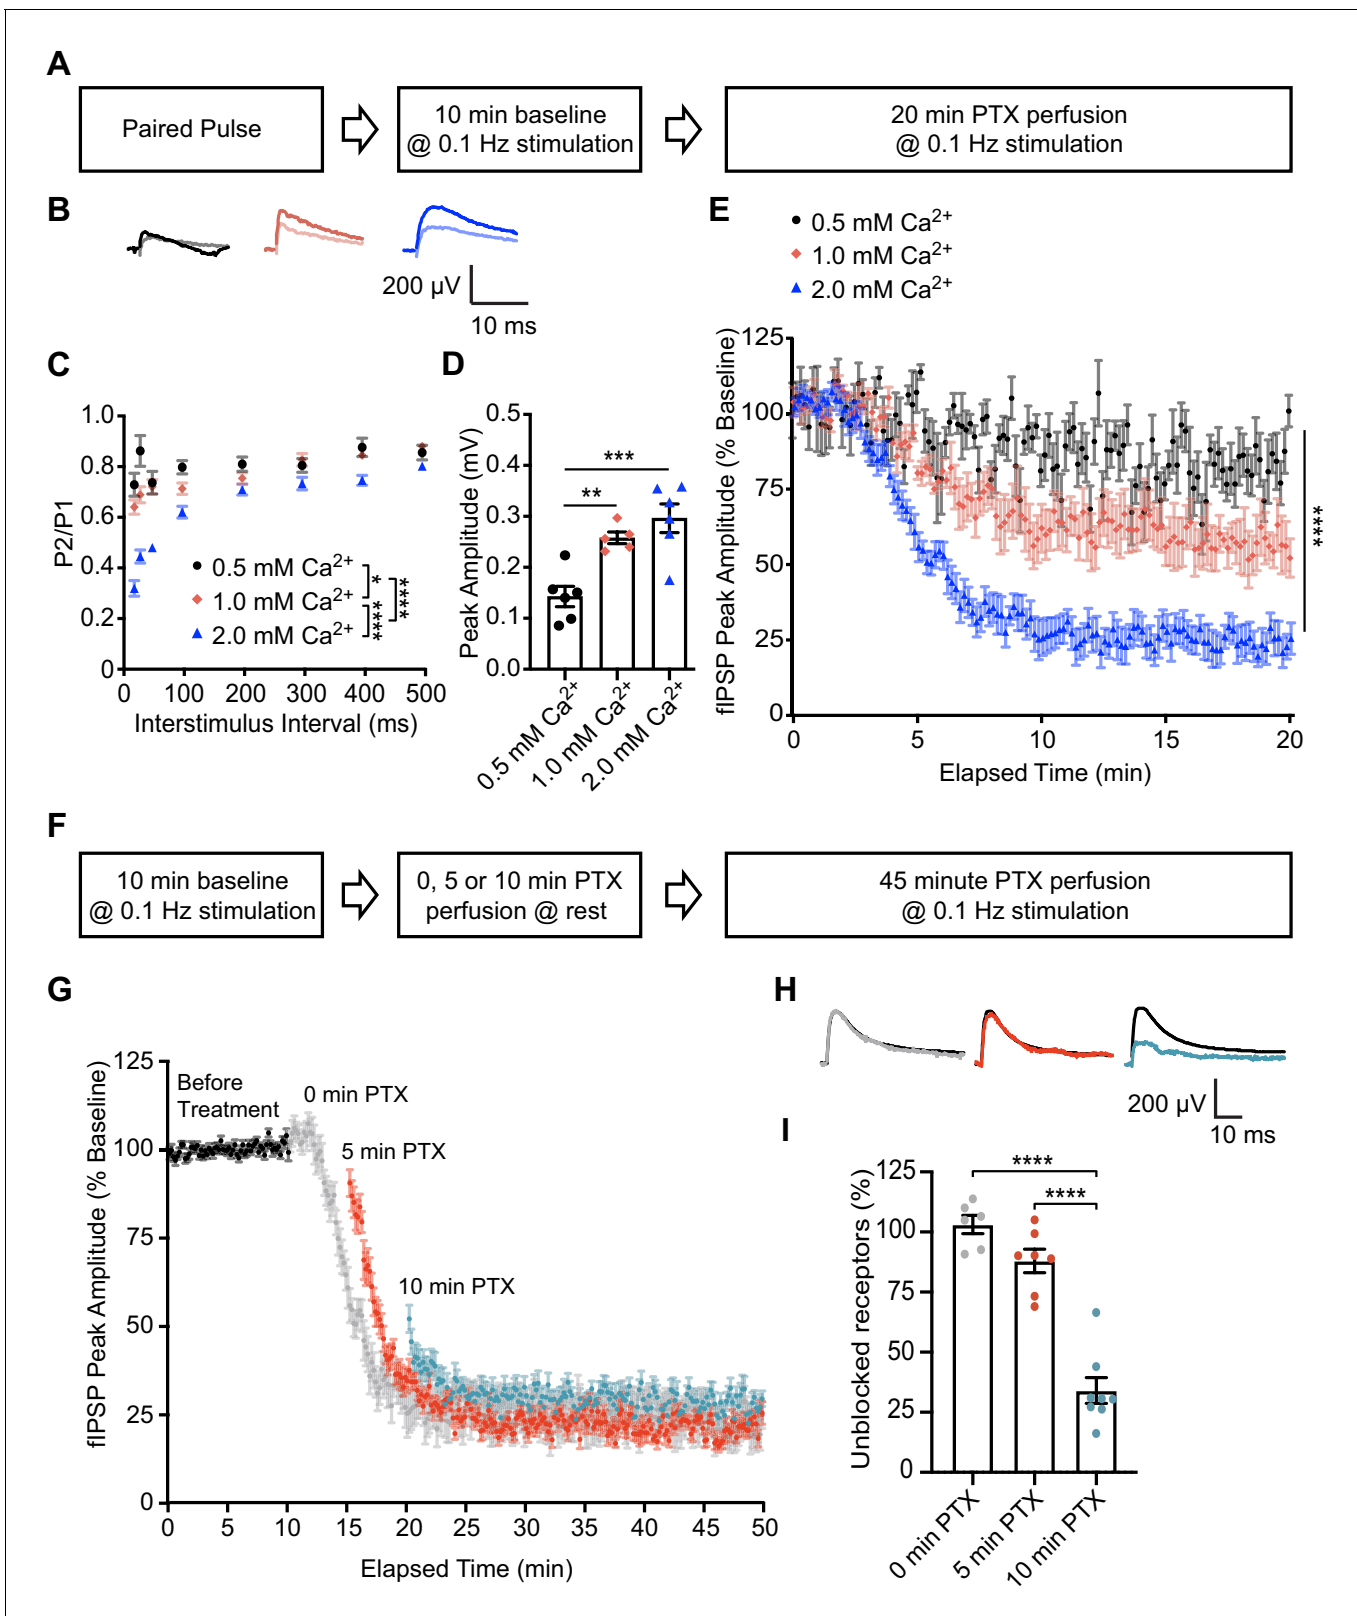 A
Paired Pulse
10 min baseline
@ 0.1 Hz stimulation
20 min PTX perfusion
@ 0.1 Hz stimulation
B
200 µV
10 ms
E
0.5 mM Ca2+
1.0 mM Ca2+
2.0 mM Ca2+
fIPSP Peak Amplitude (% Baseline)
125
100
75
50
25
0
0 5 10 15 20
Elapsed Time (min)
****
C
P2/P1
1.0
0.8
0.6
0.4
0.2
0
0 100 200 300 400 500
Interstimulus Interval (ms)
0.5 mM Ca2+
1.0 mM Ca2+
2.0 mM Ca2+
*
****
****
D
Peak Amplitude (mV)
0.5
0.4
0.3
0.2
0.1
0.0
***
**
0.5 mM Ca2+
1.0 mM Ca2+
2.0 mM Ca2+
F
10 min baseline
@ 0.1 Hz stimulation
0, 5 or 10 min PTX
perfusion @ rest
45 minute PTX perfusion
@ 0.1 Hz stimulation
G
fIPSP Peak Amplitude (% Baseline)
125
100
75
50
25
0
Before
Treatment
0 min PTX
5 min PTX
10 min PTX
0 5 10 15 20 25 30 35 40 45 50
Elapsed Time (min)
H
200 µV
10 ms
I
Unblocked receptors (%)
125
100
75
50
25
0
****
****
0 min PTX
5 min PTX
10 min PTX